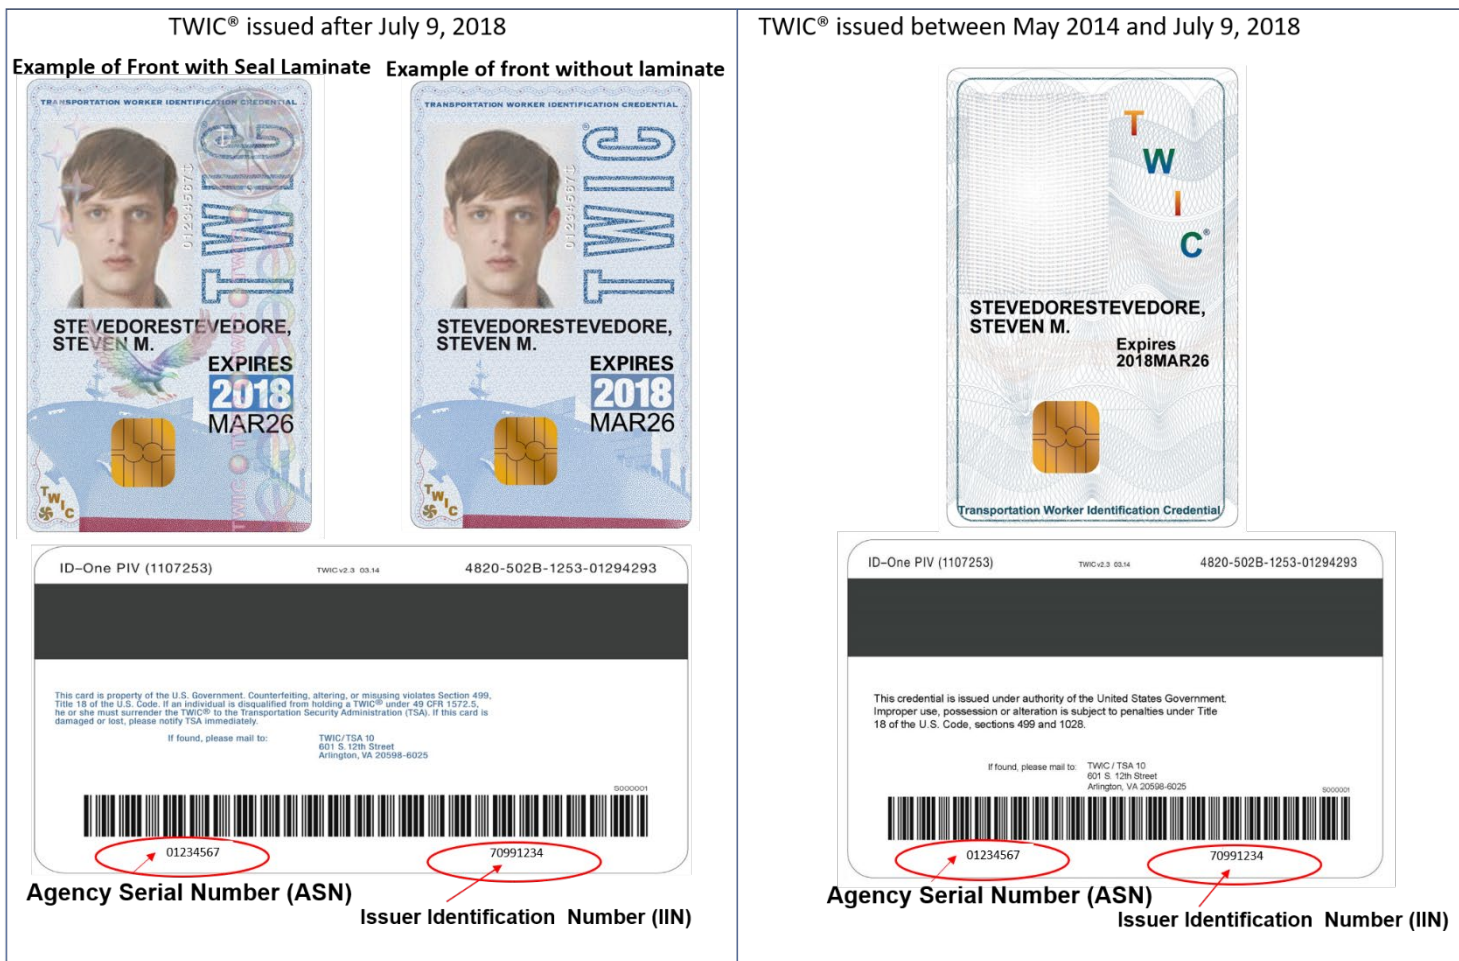 TWIC® issued after July 9, 2018
Example of Front with Seal Laminate
Example of front without laminate
TRANSPORTATION WORKER IDENTIFICATION CREDENTIAL
TWIC
01234567
STEVEDORESTEVEDORE,
STEVEN M.
EXPIRES
2018
MAR26
TWIC
TWIC TWIC TWIC TWIC
TRANSPORTATION WORKER IDENTIFICATION CREDENTIAL
TWIC®
01234567
STEVEDORESTEVEDORE,
STEVEN M.
EXPIRES
2018
MAR26
TWIC
ID-One PIV (1107253)
TWIC v2.3 03.14
4820-502B-1253-01294293
This card is property of the U.S. Government. Counterfeiting, altering, or misusing violates Section 499,
Title 18 of the U.S. Code. If an individual is disqualified from holding a TWIC® under 49 CFR 1572.5,
he or she must surrender the TWIC® to the Transportation Security Administration (TSA). If this card is
damaged or lost, please notify TSA immediately.
If found, please mail to: TWIC/TSA 10
601 S. 12th Street
Arlington, VA 20598-6025
S000001
01234567
70991234
Agency Serial Number (ASN)
Issuer Identification Number (IIN)
TWIC® issued between May 2014 and July 9, 2018
T
W
I
C®
STEVEDORESTEVEDORE,
STEVEN M.
Expires
2018MAR26
Transportation Worker Identification Credential
ID-One PIV (1107253)
TWIC v2.3 03.14
4820-502B-1253-01294293
This credential is issued under authority of the United States Government.
Improper use, possession or alteration is subject to penalties under Title
18 of the U.S. Code, sections 499 and 1028.
If found, please mail to: TWIC / TSA 10
601 S. 12th Street
Arlington, VA 20598-6025
S000001
01234567
70991234
Agency Serial Number (ASN)
Issuer Identification Number (IIN)